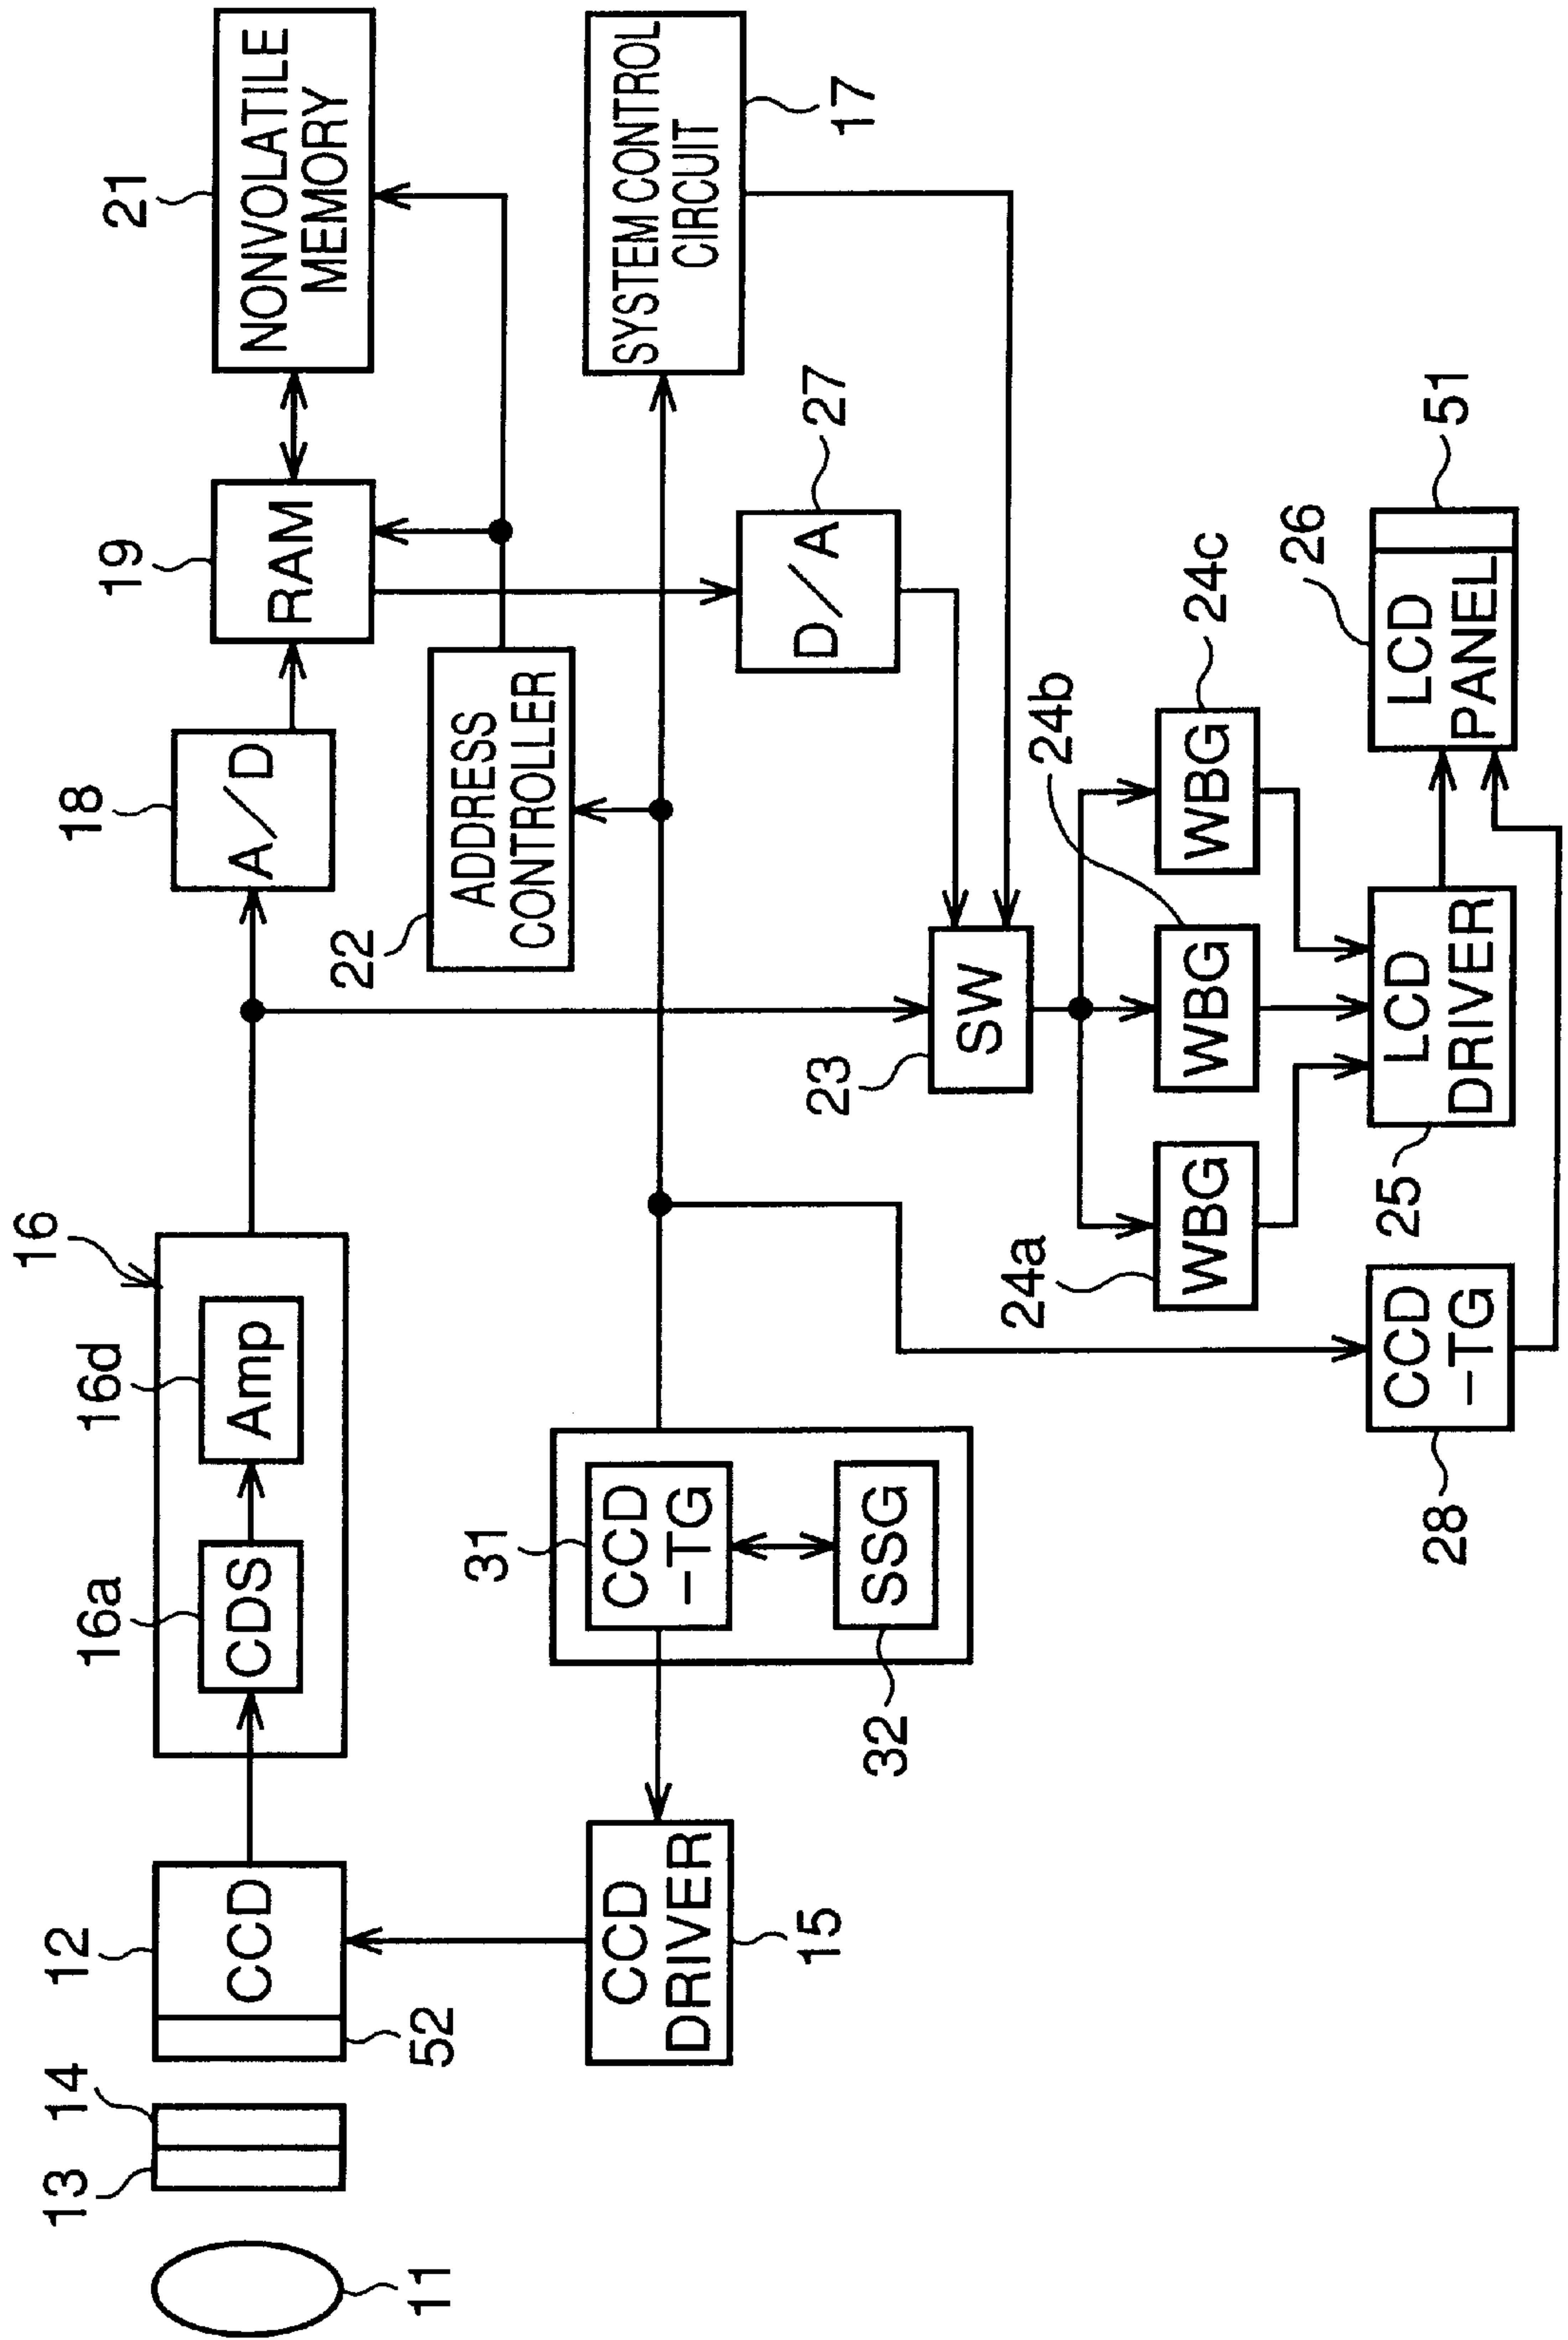 11
13
14
12
CCD
52
16
16a
CDS
16d
Amp
18
A/D
19
RAM
21
NONVOLATILE
MEMORY
22
ADDRESS
CONTROLLER
SYSTEM CONTROL
CIRCUIT
17
CCD
DRIVER
15
31
CCD
-TG
SSG
32
D/A
27
23
SW
24a
WBG
24b
WBG
24c
WBG
28
CCD
-TG
25
LCD
DRIVER
26
LCD
PANEL
51